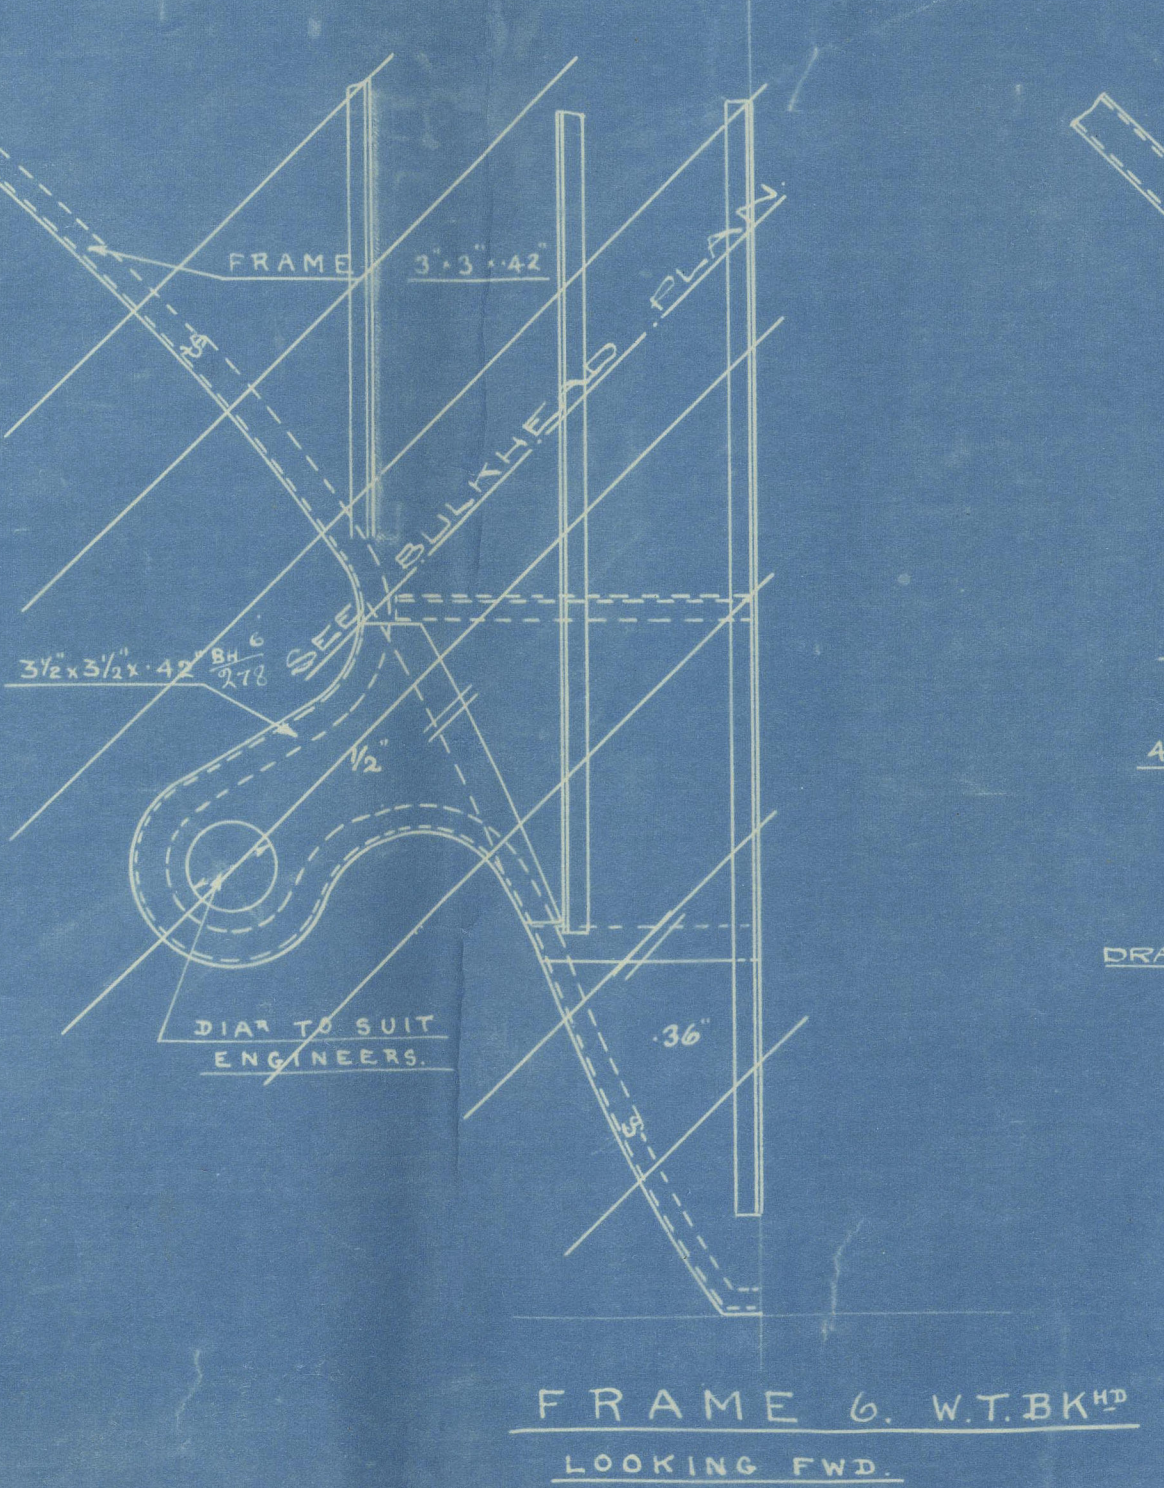 FRAME 3" × 3" × ·42"
S
SEE BULKHEAD PLAN.
3½" x 3½" x ·42" BH 6
278
½"
DIAR TO SUIT
ENGINEERS.
·36"
S
A
DRA
FRAME 6. W.T. BKHD
LOOKING FWD.